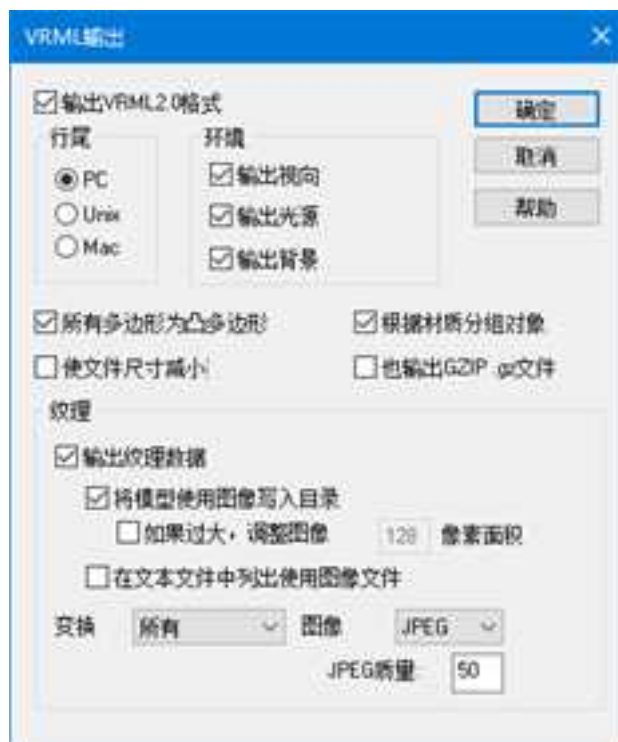 VRML输出
输出VRML2.0格式
确定
行尾
环境
取消
PC
输出视向
帮助
Unix
输出光源
Mac
输出背景
所有多边形为凸多边形
根据材质分组对象
使文件尺寸减小
也输出GZIP .gz文件
纹理
输出纹理数据
将模型使用图像写入目录
如果过大，调整图像 128 像素面积
在文本文件中列出使用图像文件
变换 所有 图像 JPEG
JPEG质量 50